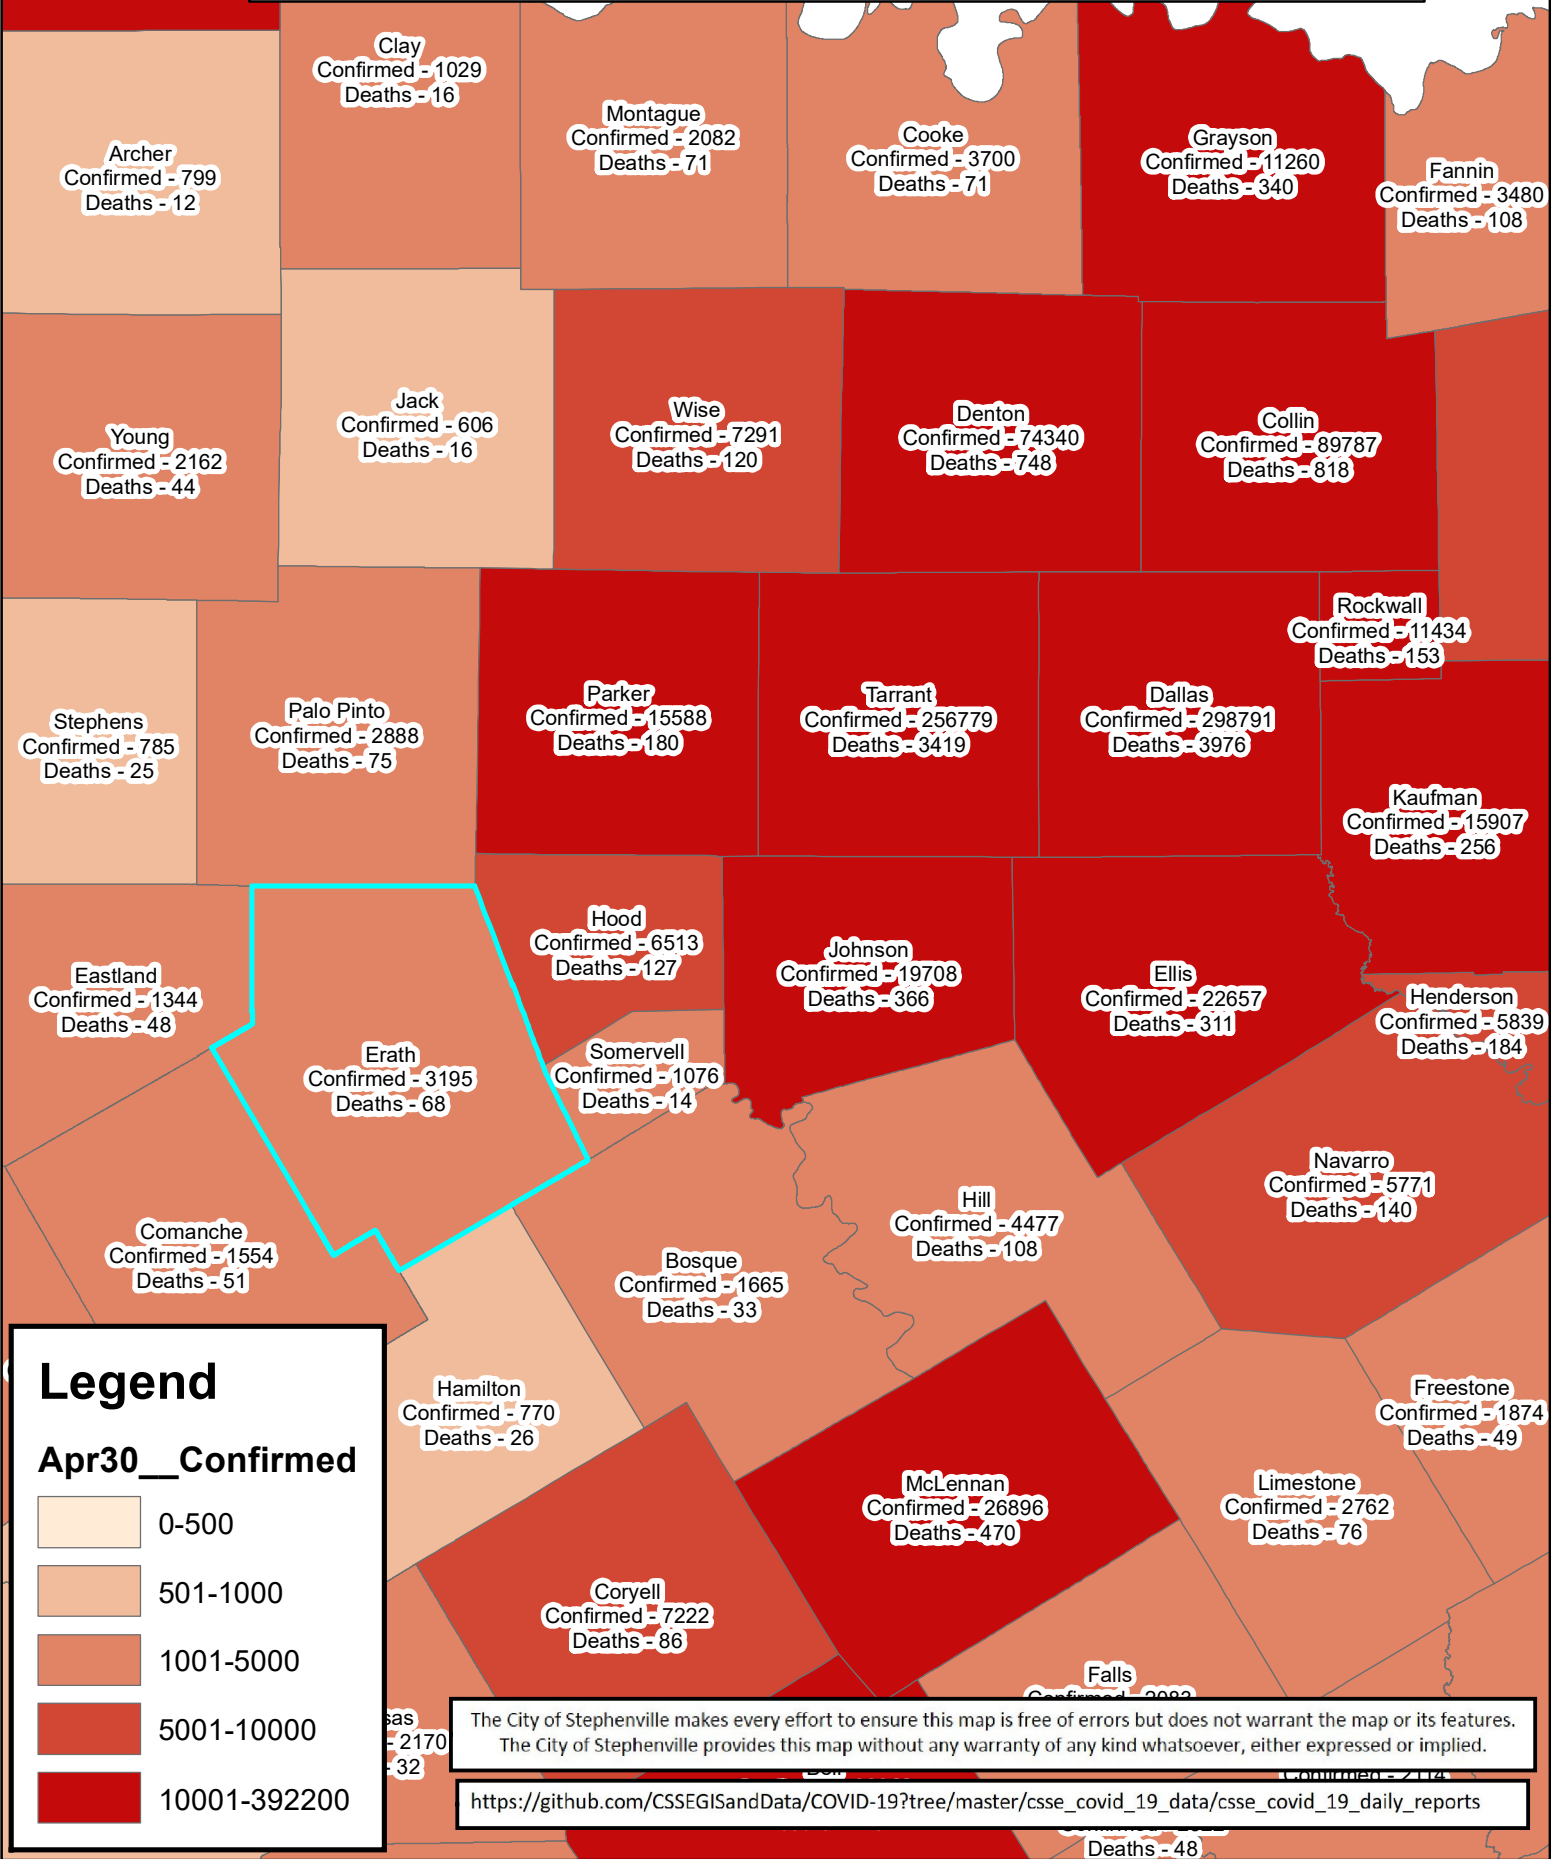 Clay
Confirmed - 1029
Deaths - 16
Montague
Confirmed - 2082
Deaths - 71
Cooke
Confirmed - 3700
Deaths - 71
Grayson
Confirmed - 11260
Deaths - 340
Archer
Confirmed - 799
Deaths - 12
Fannin
Confirmed - 3480
Deaths - 108
Jack
Confirmed - 606
Deaths - 16
Wise
Confirmed - 7291
Deaths - 120
Denton
Confirmed - 74340
Deaths - 748
Collin
Confirmed - 89787
Deaths - 818
Young
Confirmed - 2162
Deaths - 44
Rockwall
Confirmed - 11434
Deaths - 153
Stephens
Confirmed - 785
Deaths - 25
Palo Pinto
Confirmed - 2888
Deaths - 75
Parker
Confirmed - 15588
Deaths - 180
Tarrant
Confirmed - 256779
Deaths - 3419
Dallas
Confirmed - 298791
Deaths - 3976
Kaufman
Confirmed - 15907
Deaths - 256
Hood
Confirmed - 6513
Deaths - 127
Johnson
Confirmed - 19708
Deaths - 366
Ellis
Confirmed - 22657
Deaths - 311
Eastland
Confirmed - 1344
Deaths - 48
Henderson
Confirmed - 5839
Deaths - 184
Erath
Confirmed - 3195
Deaths - 68
Somervell
Confirmed - 1076
Deaths - 14
Navarro
Confirmed - 5771
Deaths - 140
Hill
Confirmed - 4477
Deaths - 108
Comanche
Confirmed - 1554
Deaths - 51
Bosque
Confirmed - 1665
Deaths - 33
Hamilton
Confirmed - 770
Deaths - 26
Freestone
Confirmed - 1874
Deaths - 49
McLennan
Confirmed - 26896
Deaths - 470
Limestone
Confirmed - 2762
Deaths - 76
Coryell
Confirmed - 7222
Deaths - 86
Falls
sas
- 2170
- 32
Deaths - 48
Legend
Apr30__Confirmed
0-500
501-1000
1001-5000
5001-10000
10001-392200
The City of Stephenville makes every effort to ensure this map is free of errors but does not warrant the map or its features.
The City of Stephenville provides this map without any warranty of any kind whatsoever, either expressed or implied.
https://github.com/CSSEGISandData/COVID-19?tree/master/csse_covid_19_data/csse_covid_19_daily_reports